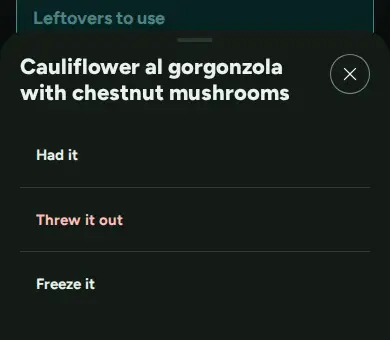 Leftovers to use
Cauliflower al gorgonzola
with chestnut mushrooms
Had it
Threw it out
Freeze it